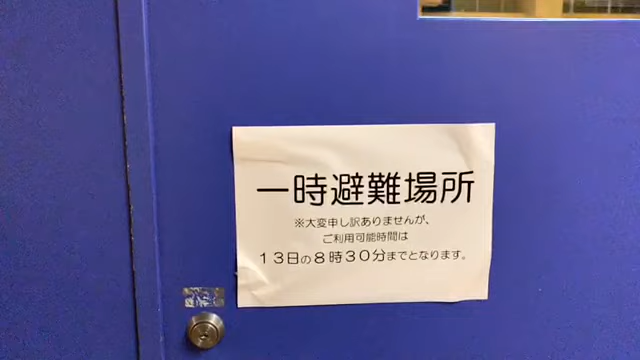 一時避難場所
※大変申し訳ありませんが、
ご利用可能時間は
１３日の８時３０分までとなります。